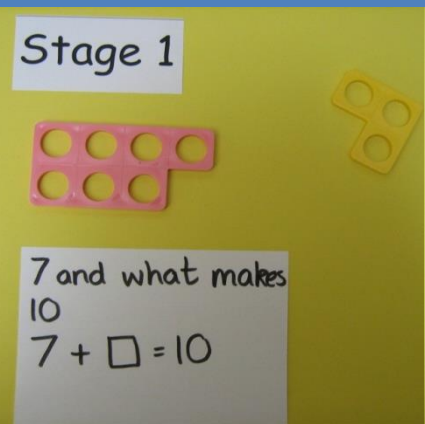 Stage 1
7 and what makes
10
7 + □ = 10